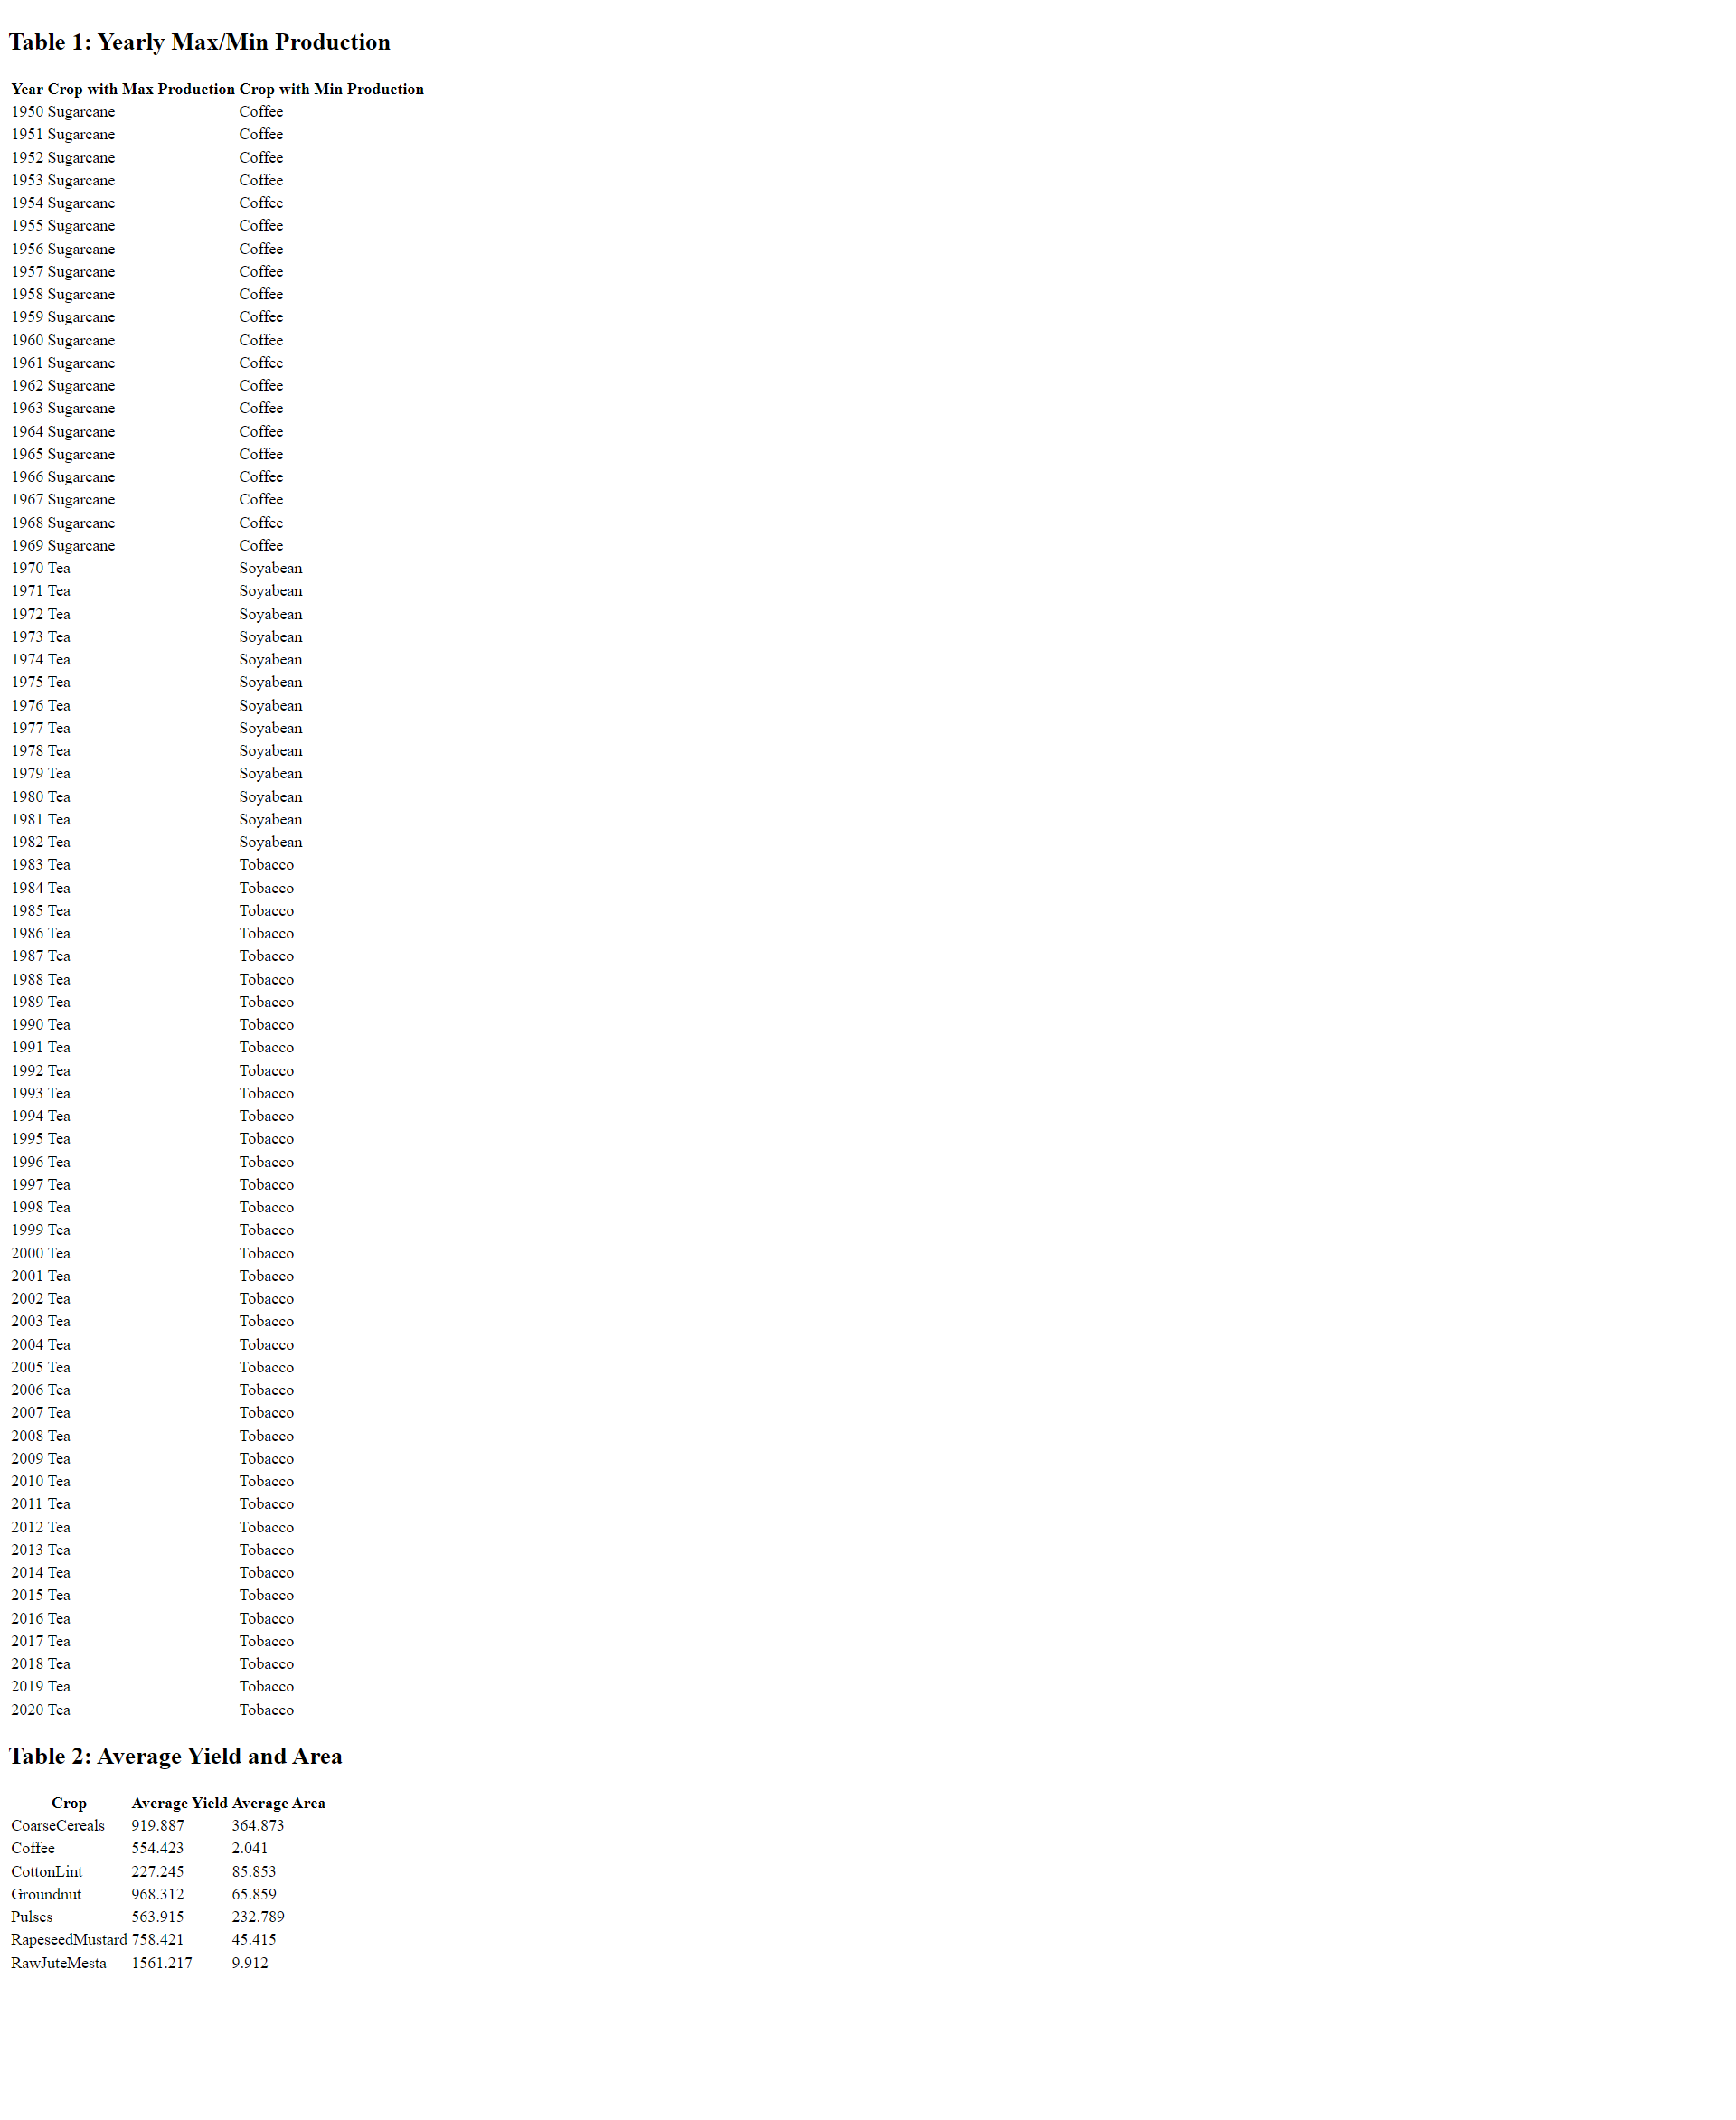 Table 1: Yearly Max/Min Production
Year Crop with Max Production Crop with Min Production
1950 Sugarcane Coffee
1951 Sugarcane Coffee
1952 Sugarcane Coffee
1953 Sugarcane Coffee
1954 Sugarcane Coffee
1955 Sugarcane Coffee
1956 Sugarcane Coffee
1957 Sugarcane Coffee
1958 Sugarcane Coffee
1959 Sugarcane Coffee
1960 Sugarcane Coffee
1961 Sugarcane Coffee
1962 Sugarcane Coffee
1963 Sugarcane Coffee
1964 Sugarcane Coffee
1965 Sugarcane Coffee
1966 Sugarcane Coffee
1967 Sugarcane Coffee
1968 Sugarcane Coffee
1969 Sugarcane Coffee
1970 Tea Soyabean
1971 Tea Soyabean
1972 Tea Soyabean
1973 Tea Soyabean
1974 Tea Soyabean
1975 Tea Soyabean
1976 Tea Soyabean
1977 Tea Soyabean
1978 Tea Soyabean
1979 Tea Soyabean
1980 Tea Soyabean
1981 Tea Soyabean
1982 Tea Soyabean
1983 Tea Tobacco
1984 Tea Tobacco
1985 Tea Tobacco
1986 Tea Tobacco
1987 Tea Tobacco
1988 Tea Tobacco
1989 Tea Tobacco
1990 Tea Tobacco
1991 Tea Tobacco
1992 Tea Tobacco
1993 Tea Tobacco
1994 Tea Tobacco
1995 Tea Tobacco
1996 Tea Tobacco
1997 Tea Tobacco
1998 Tea Tobacco
1999 Tea Tobacco
2000 Tea Tobacco
2001 Tea Tobacco
2002 Tea Tobacco
2003 Tea Tobacco
2004 Tea Tobacco
2005 Tea Tobacco
2006 Tea Tobacco
2007 Tea Tobacco
2008 Tea Tobacco
2009 Tea Tobacco
2010 Tea Tobacco
2011 Tea Tobacco
2012 Tea Tobacco
2013 Tea Tobacco
2014 Tea Tobacco
2015 Tea Tobacco
2016 Tea Tobacco
2017 Tea Tobacco
2018 Tea Tobacco
2019 Tea Tobacco
2020 Tea Tobacco
Table 2: Average Yield and Area
Crop Average Yield Average Area
CoarseCereals 919.887 364.873
Coffee 554.423 2.041
CottonLint 227.245 85.853
Groundnut 968.312 65.859
Pulses 563.915 232.789
RapeseedMustard 758.421 45.415
RawJuteMesta 1561.217 9.912